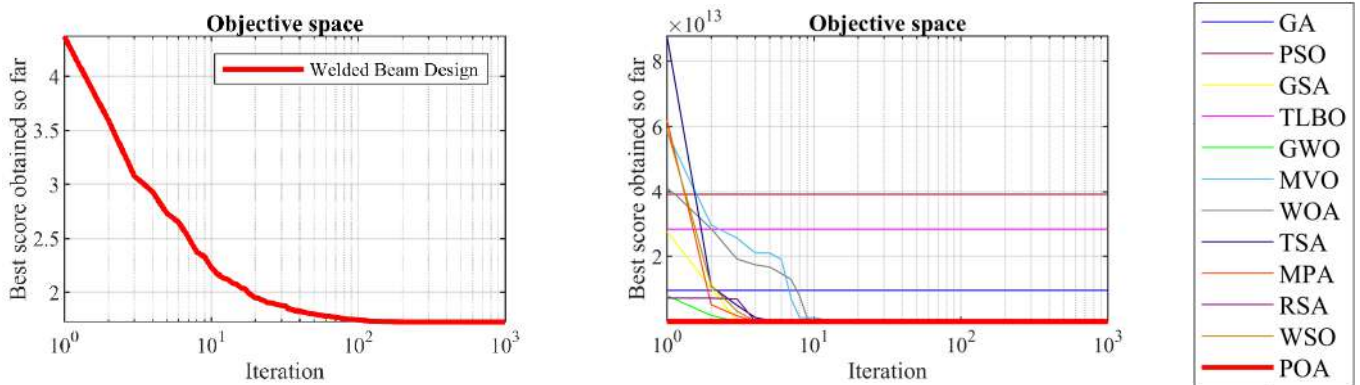 Objective space
Best score obtained so far
4
3.5
3
2.5
2
Welded Beam Design
10^0
10^1
10^2
10^3
Iteration
×10^13
Objective space
Best score obtained so far
8
6
4
2
10^0
10^1
10^2
10^3
Iteration
GA
PSO
GSA
TLBO
GWO
MVO
WOA
TSA
MPA
RSA
WSO
POA